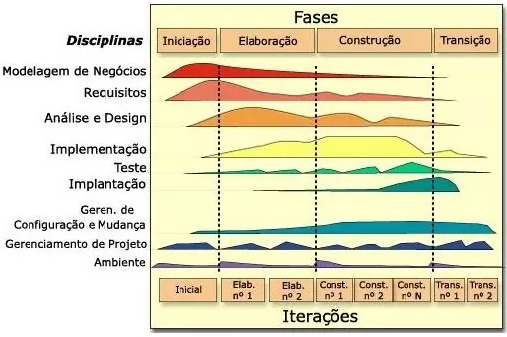 Fases
Disciplinas
Iniciação
Elaboração
Construção
Transição
Modelagem de Negócios
Recuisitos
Análise e Design
Implementação
Teste
Implantação
Geren. de
Configuração e Mudança
Gerenciamento de Projeto
Ambiente
Inicial
Elab.
nº 1
Elab.
nº 2
Const.
nº 1
Const.
nº 2
Const.
nº N
Trans.
nº 1
Trans.
nº 2
Iterações